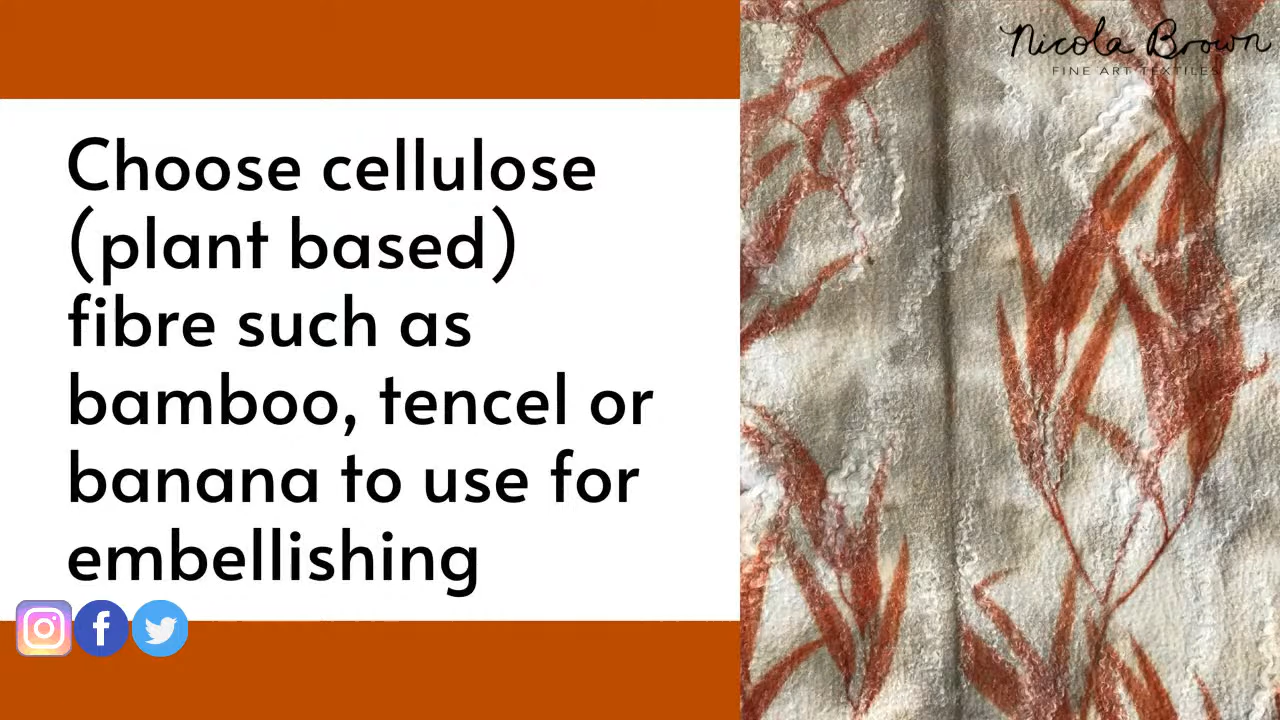 Nicola Brown
FINE ART TEXTILES
Choose cellulose
(plant based)
fibre such as
bamboo, tencel or
banana to use for
embellishing